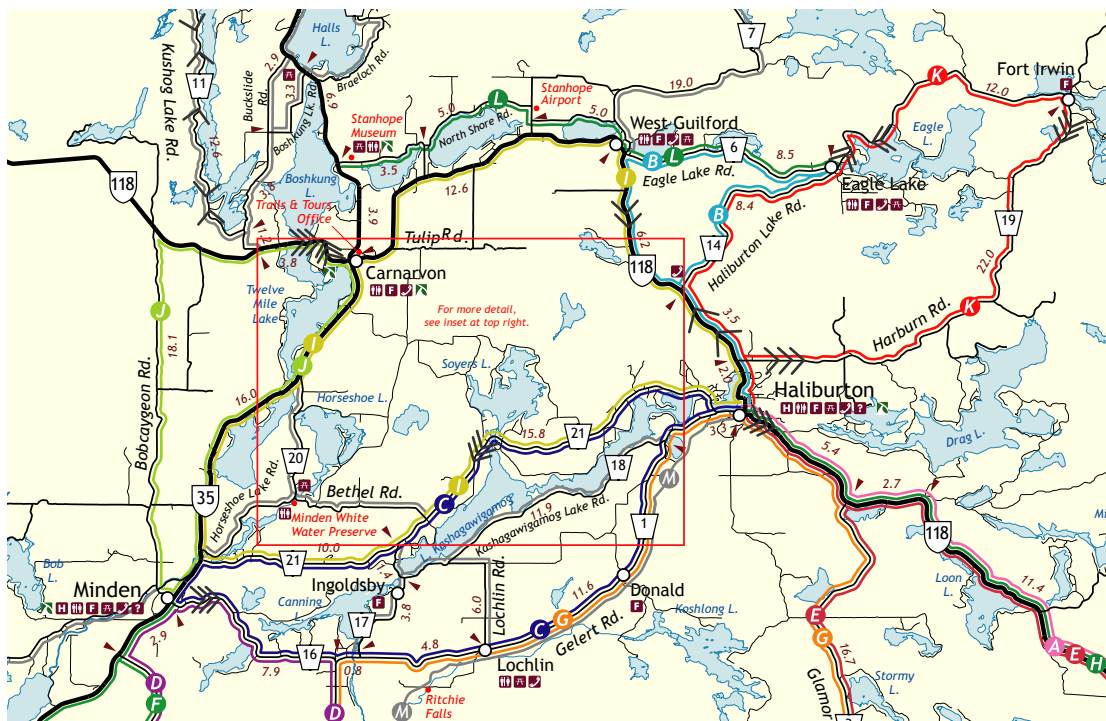 Halls
L.
7
Kushog Lake Rd.
11
2.9
3.3
Braeloch Rd.
Buckslide
Rd.
6.9
Boshkung Lk. Rd.
12.6
Stanhope
Museum
5.0
L
North Shore Rd.
3.5
Stanhope
Airport
5.0
19.0
West Guilford
F
B
L
6
8.5
Eagle Lake Rd.
K
12.0
Fort Irwin
F
Eagle
L.
Eagle Lake
F
118
Boshkung
L.
Trails & Tours
Office
3.9
12.6
I
6.2
B
8.4
14
Haliburton Lake Rd.
19
22.0
Tulip Rd.
3.8
Carnarvon
F
118
Twelve
Mile
Lake
For more detail,
see inset at top right.
3.5
Harburn Rd.
K
J
18.1
Bobcaygeon Rd.
I
J
16.0
Soyers L.
2.0
Haliburton
H F ?
Horseshoe L.
15.8
21
3.3
5.4
Drag L.
20
Horseshoe Lake Rd.
18
35
Bethel Rd.
C
I
M
2.7
Minden White
Water Preserve
Kashagawigamog
11.9
Kashagawigamog Lake Rd.
1
118
10.0
21
Bob
L.
Minden
H F ?
Ingoldsby
F
Canning
3.8
17
Lochlin Rd.
6.0
11.6
Donald
F
Koshlong L.
Loon
L.
11.4
C
G
Gelert Rd.
E
G
2.9
16
4.8
7.9
0.8
Lochlin
16.7
Glamor
Stormy
L.
A
E
H
D
F
D
M
Ritchie
Falls